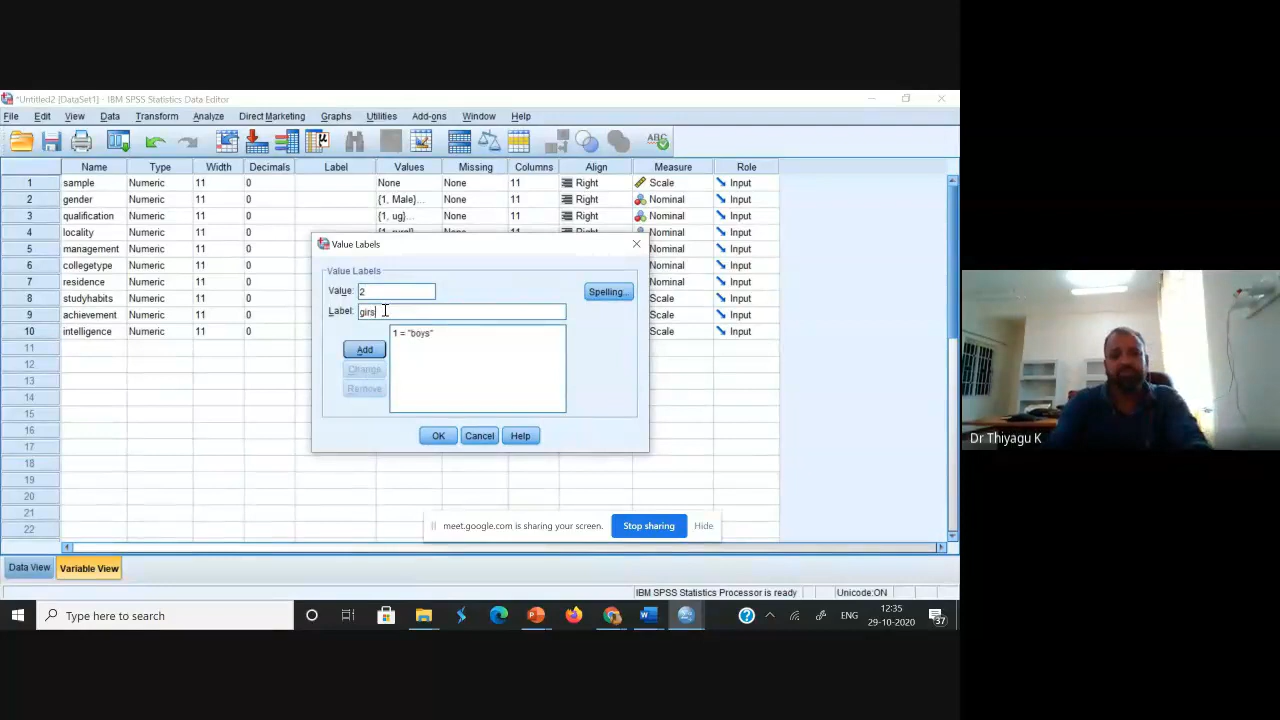 *Untitled2 [DataSet1] - IBM SPSS Statistics Data Editor
File Edit View Data Transform Analyze Direct Marketing Graphs Utilities Add-ons Window Help
Name Type Width Decimals Label Values Missing Columns Align Measure Role
1 sample Numeric 11 0 None None 11 Right Scale Input
2 gender Numeric 11 0 {1, Male}... None 11 Right Nominal Input
3 qualification Numeric 11 0 {1, ug}... None 11 Right Nominal Input
4 locality Numeric 11 0 {1, rural}... None 11 Right Nominal Input
5 management Numeric 11 0 Nominal Input
6 collegetype Numeric 11 0 Nominal Input
7 residence Numeric 11 0 Nominal Input
8 studyhabits Numeric 11 0 Scale Input
9 achievement Numeric 11 0 Scale Input
10 intelligence Numeric 11 0 Scale Input
11
12
13
14
15
16
17
18
19
20
21
22
Value Labels
Value Labels
Value: 2
Spelling...
Label: girs
1 = "boys"
Add
Change
Remove
OK Cancel Help
Dr Thiyagu K
meet.google.com is sharing your screen. Stop sharing Hide
Data View Variable View
IBM SPSS Statistics Processor is ready Unicode:ON
Type here to search
ENG
12:35
29-10-2020
37
ABC